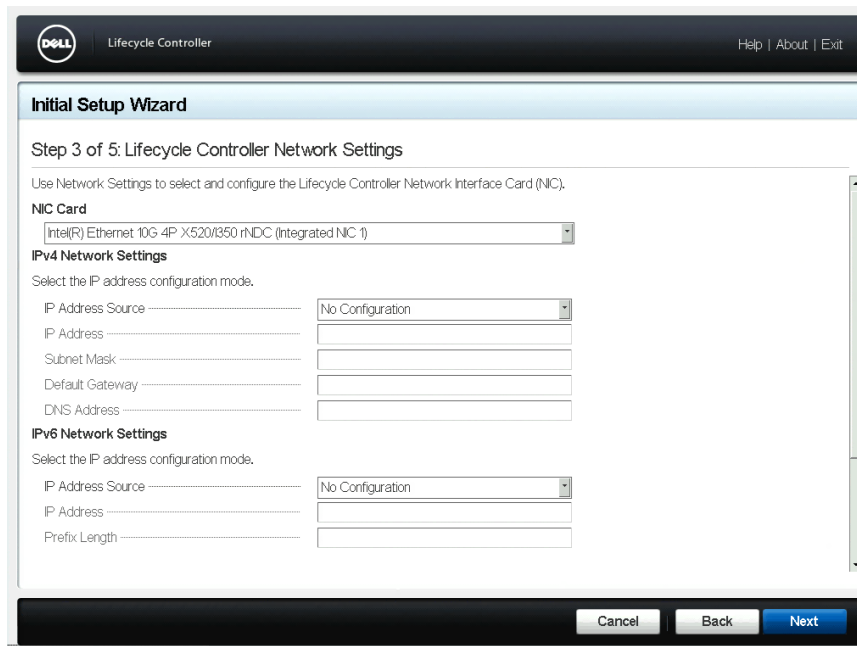 DELL
Lifecycle Controller
Help | About | Exit
Initial Setup Wizard
Step 3 of 5: Lifecycle Controller Network Settings
Use Network Settings to select and configure the Lifecycle Controller Network Interface Card (NIC).
NIC Card
Intel(R) Ethernet 10G 4P X520/I350 rNDC (Integrated NIC 1)
IPv4 Network Settings
Select the IP address configuration mode.
IP Address Source No Configuration
IP Address
Subnet Mask
Default Gateway
DNS Address
IPv6 Network Settings
Select the IP address configuration mode.
IP Address Source No Configuration
IP Address
Prefix Length
Cancel Back Next